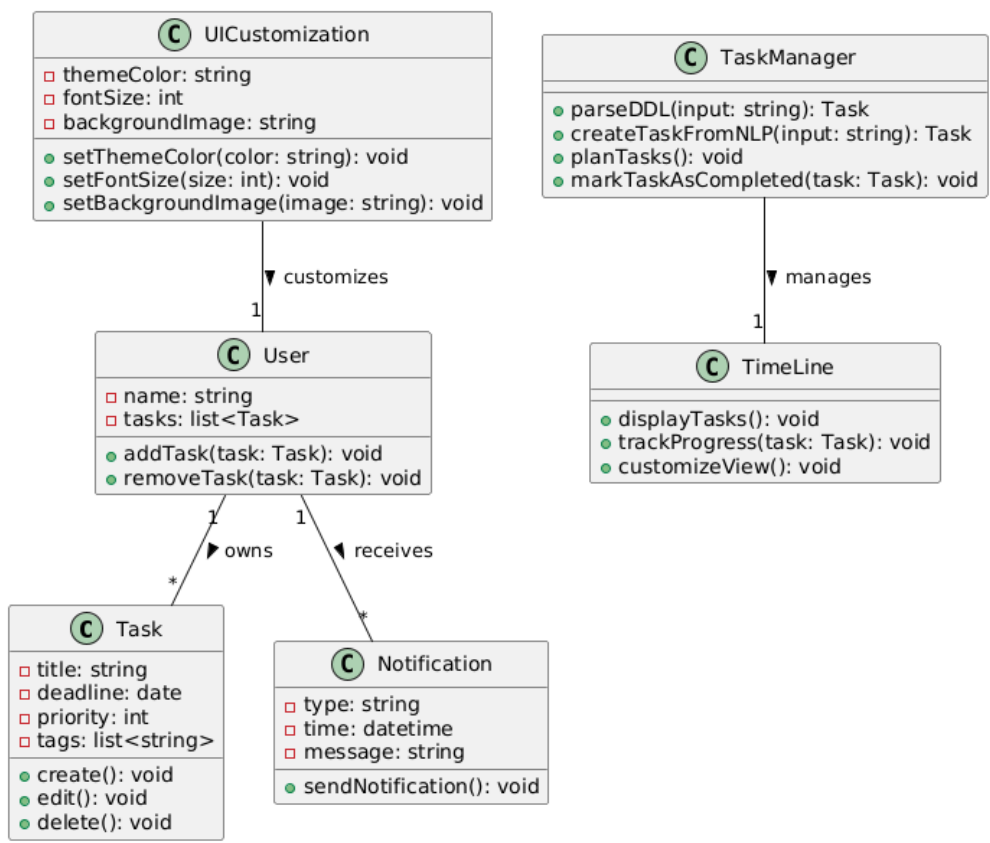 C UICustomization
themeColor: string
fontSize: int
backgroundImage: string
setThemeColor(color: string): void
setFontSize(size: int): void
setBackgroundImage(image: string): void
C TaskManager
parseDDL(input: string): Task
createTaskFromNLP(input: string): Task
planTasks(): void
markTaskAsCompleted(task: Task): void
customizes
1
manages
1
C User
name: string
tasks: list<Task>
addTask(task: Task): void
removeTask(task: Task): void
C TimeLine
displayTasks(): void
trackProgress(task: Task): void
customizeView(): void
1
owns
*
1
receives
*
C Task
title: string
deadline: date
priority: int
tags: list<string>
create(): void
edit(): void
delete(): void
C Notification
type: string
time: datetime
message: string
sendNotification(): void